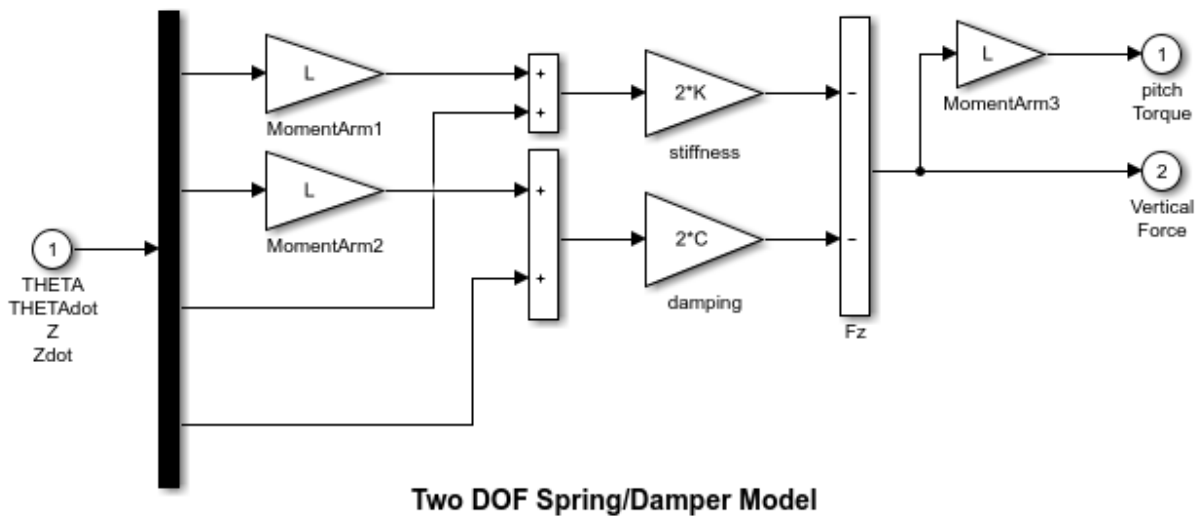 L
MomentArm1
+
+
2*K
stiffness
-
L
MomentArm3
1
pitch
Torque
L
MomentArm2
+
+
2*C
damping
-
Fz
2
Vertical
Force
1
THETA
THETAdot
Z
Zdot
Two DOF Spring/Damper Model